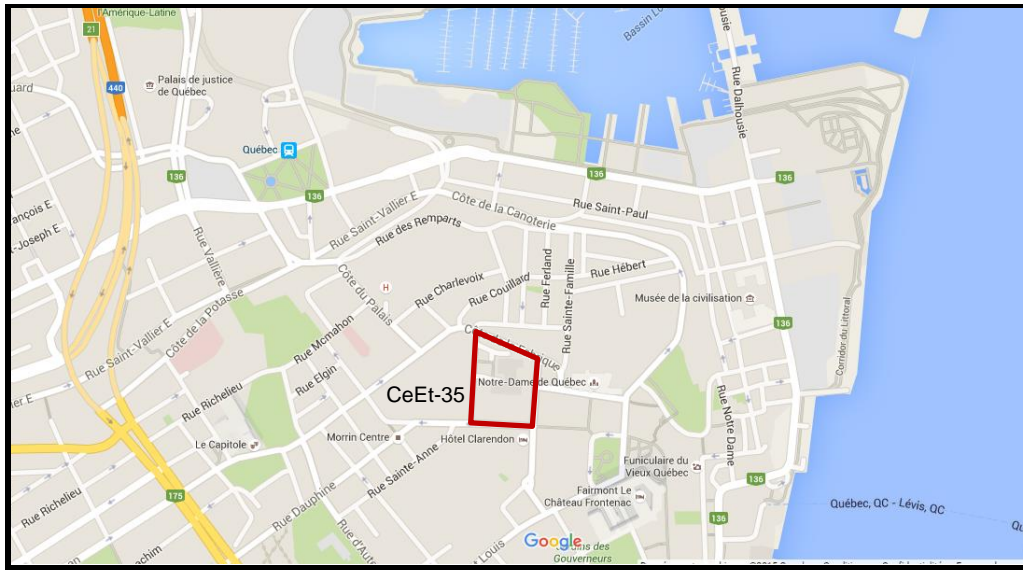 l'Amérique-Latine
21
440
Palais de justice
de Québec
Québec
136
136
Bassin
Rue Dalhousie
136
136
Rue Saint-Paul
Côte de la Canoterie
Rue Saint-Vallier E
Rue des Remparts
Rue Vallière
Côte du Palais
Rue Charlevoix
H
Rue Couillard
Rue Ferland
Rue Sainte-Famille
Rue Hébert
Musée de la civilisation
136
Corridor du Littoral
Côte de la Potasse
Rue Saint-Vallier E
Rue Mcmahon
Côte de la Fabrique
Rue Elgin
Rue Richelieu
CeEt-35
Notre-Dame de Québec
Rue Notre Dame
Le Capitole
Morrin Centre
Hôtel Clarendon
Rue Sainte-Anne
Funiculaire du
Vieux Québec
136
Fairmont Le
Château Frontenac
175
Rue Richelieu
Rue Dauphine
136
Québec, QC - Lévis, QC
Google
Gouverneurs